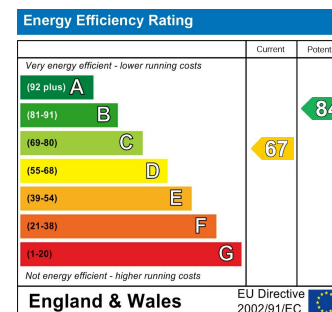 Energy Efficiency Rating
Current
Very energy efficient - lower running costs
(92 plus) A
(81-91) B
84
(69-80) C
67
(55-68) D
(39-54) E
(21-38) F
(1-20) G
Not energy efficient - higher running costs
England & Wales
EU Directive
2002/91/EC